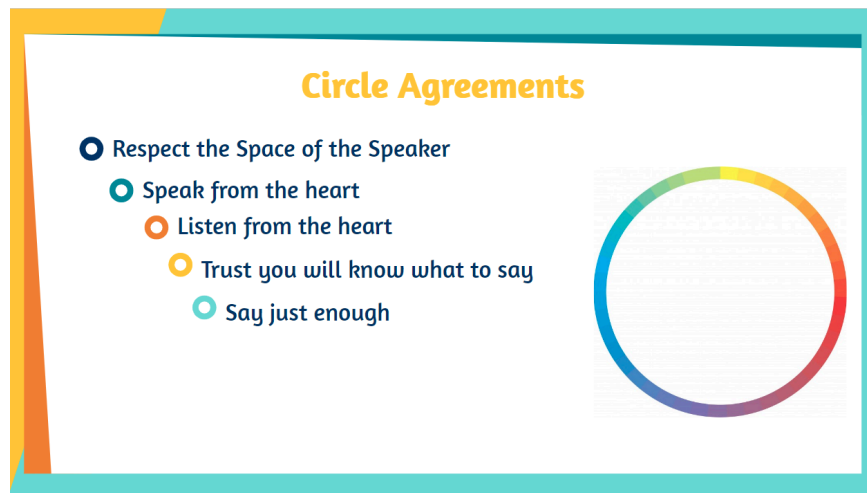 Circle Agreements
Respect the Space of the Speaker
Speak from the heart
Listen from the heart
Trust you will know what to say
Say just enough